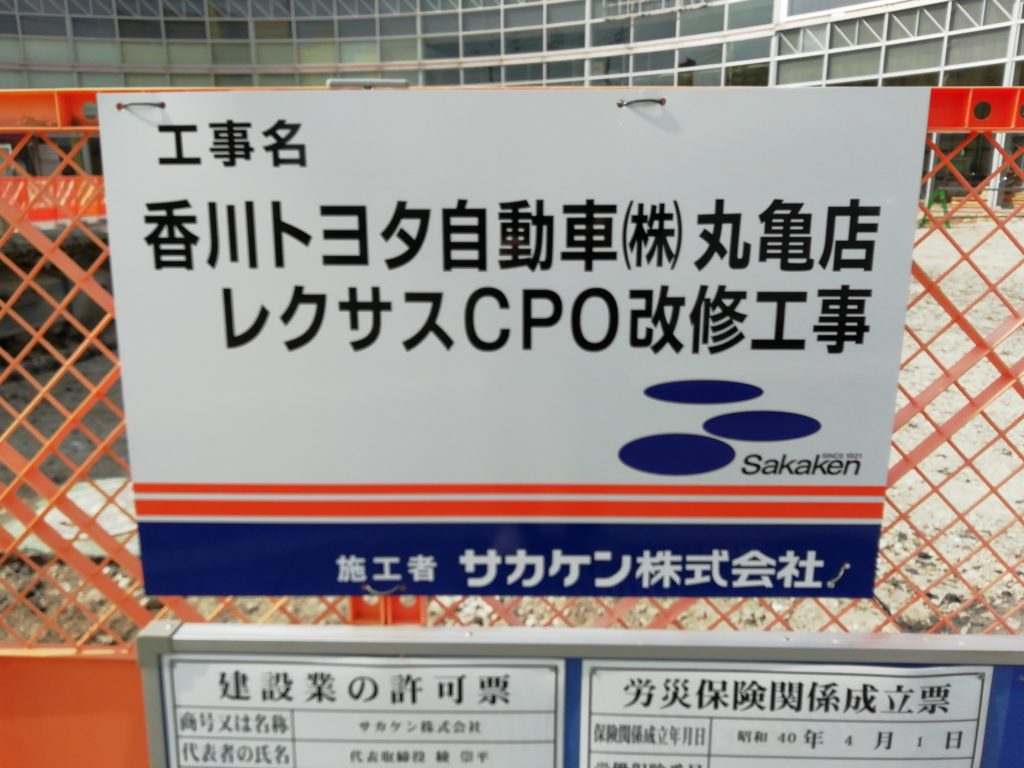 工事名
香川トヨタ自動車㈱丸亀店
レクサスCPO改修工事
SINCE 1921
Sakaken
施工者 サカケン株式会社
建設業の許可票
商号又は名称 サカケン株式会社
代表者の氏名 代表取締役 綾 崇平
労災保険関係成立票
保険関係成立年月日 昭和 40 年 4 月 1 日